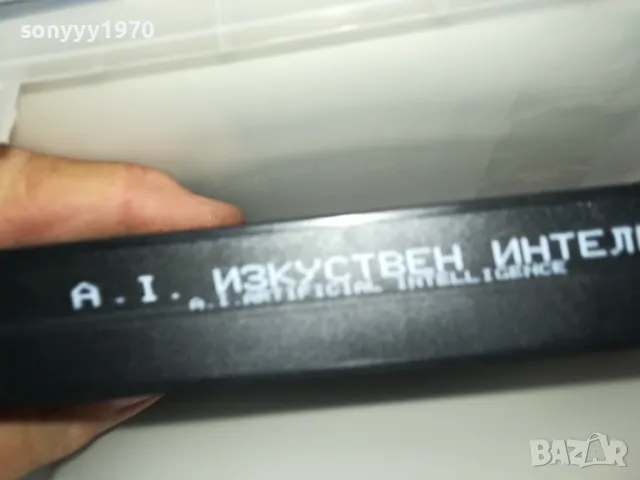 sonyyy1970
A.I. ИЗКУСТВЕН ИНТЕЛ
A.I. ARTIFICIAL INTELLIGENCE
BAZAR